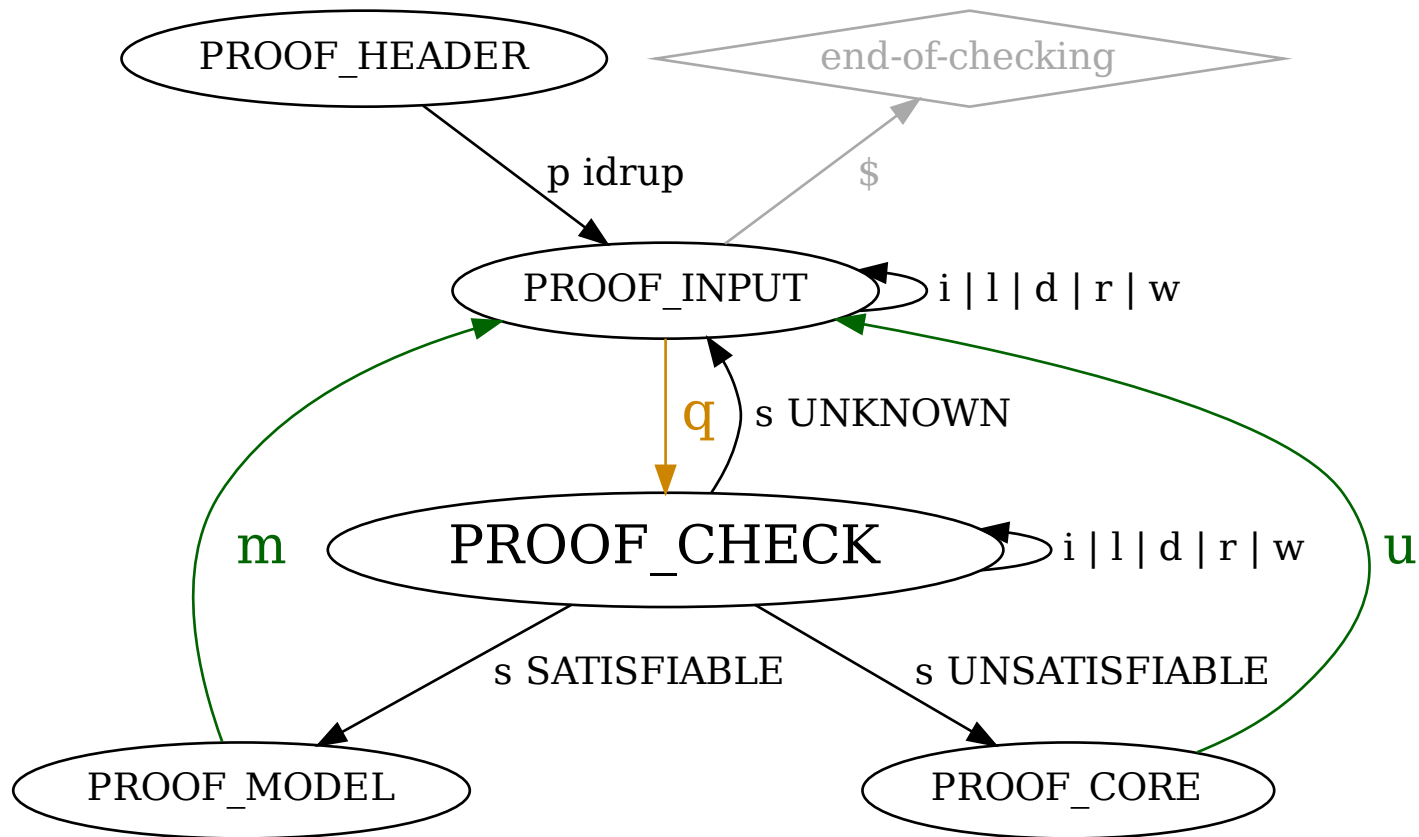 PROOF_HEADER
end-of-checking
p idrup
$
PROOF_INPUT
i | l | d | r | w
q
s UNKNOWN
m
PROOF_CHECK
i | l | d | r | w
u
s SATISFIABLE
s UNSATISFIABLE
PROOF_MODEL
PROOF_CORE